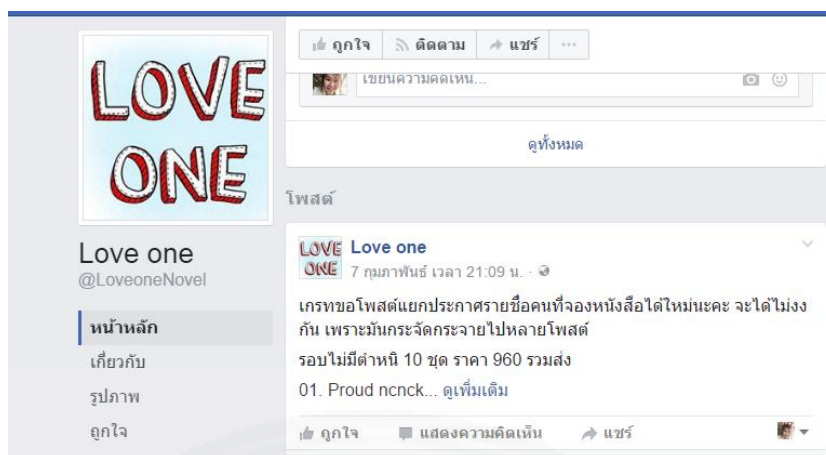 LOVE
ONE
Love one
@LoveoneNovel
หน้าหลัก
เกี่ยวกับ
รูปภาพ
ถูกใจ
ถูกใจ ติดตาม แชร์
เขียนความคิดเห็น...
ดูทั้งหมด
โพสต์
LOVE
ONE
Love one
7 กุมภาพันธ์ เวลา 21:09 น. ·
เกรทขอโพสต์แยกประกาศรายชื่อคนที่จองหนังสือได้ใหม่นะคะ จะได้ไม่งง
กัน เพราะมันกระจัดกระจายไปหลายโพสต์
รอบไม่มีตำหนิ 10 ชุด ราคา 960 รวมส่ง
01. Proud ncnck... ดูเพิ่มเติม
ถูกใจ แสดงความคิดเห็น แชร์